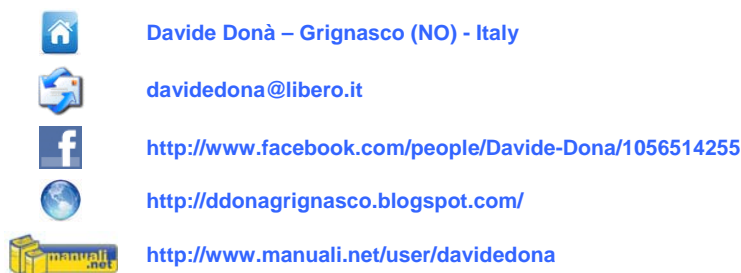 Davide Donà – Grignasco (NO) - Italy
davidedona@libero.it
http://www.facebook.com/people/Davide-Dona/1056514255
http://ddonagrignasco.blogspot.com/
manuali.net http://www.manuali.net/user/davidedona